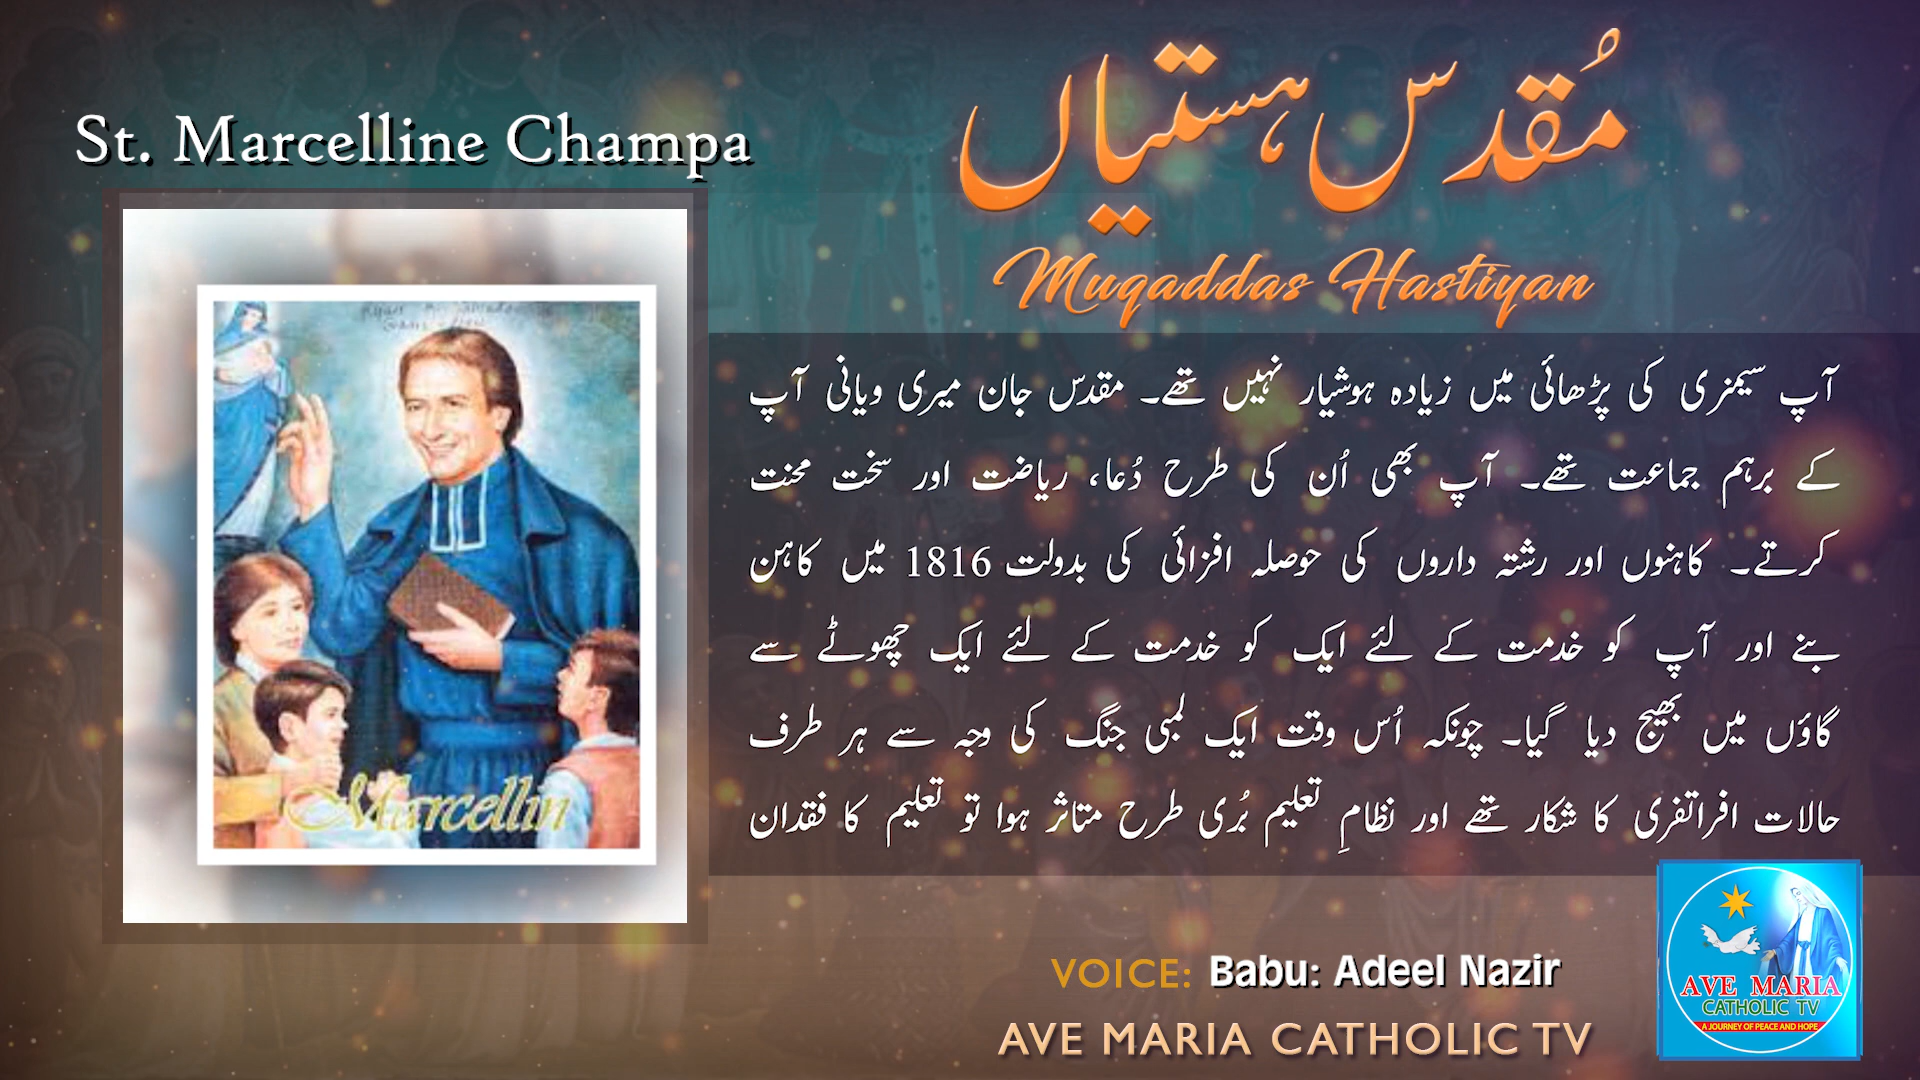 St. Marcelline Champa
مُقدس ہستیاں
Muqaddas Hastiyan
آپ سیمنری کی پڑھائی میں زیادہ ہوشیار نہیں تھے۔ مقدس جان میری ویانی آپ
کے برہم جماعت تھے۔ آپ بھی اُن کی طرح دُعا، ریاضت اور سخت محنت
کرتے۔ کاہنوں اور رشتہ داروں کی حوصلہ افزائی کی بدولت 1816 میں کاہن
بنے اور آپ کو خدمت کے لئے ایک کو خدمت کے لئے ایک چھوٹے سے
گاؤں میں بھیج دیا گیا۔ چونکہ اُس وقت ایک لمبی جنگ کی وجہ سے ہر طرف
حالات افراتفری کا شکار تھے اور نظامِ تعلیم بُری طرح متاثر ہوا تو تعلیم کا فقدان
Marcellin
VOICE: Babu: Adeel Nazir
AVE MARIA CATHOLIC TV
AVE MARIA
CATHOLIC TV
A JOURNEY OF PEACE AND HOPE